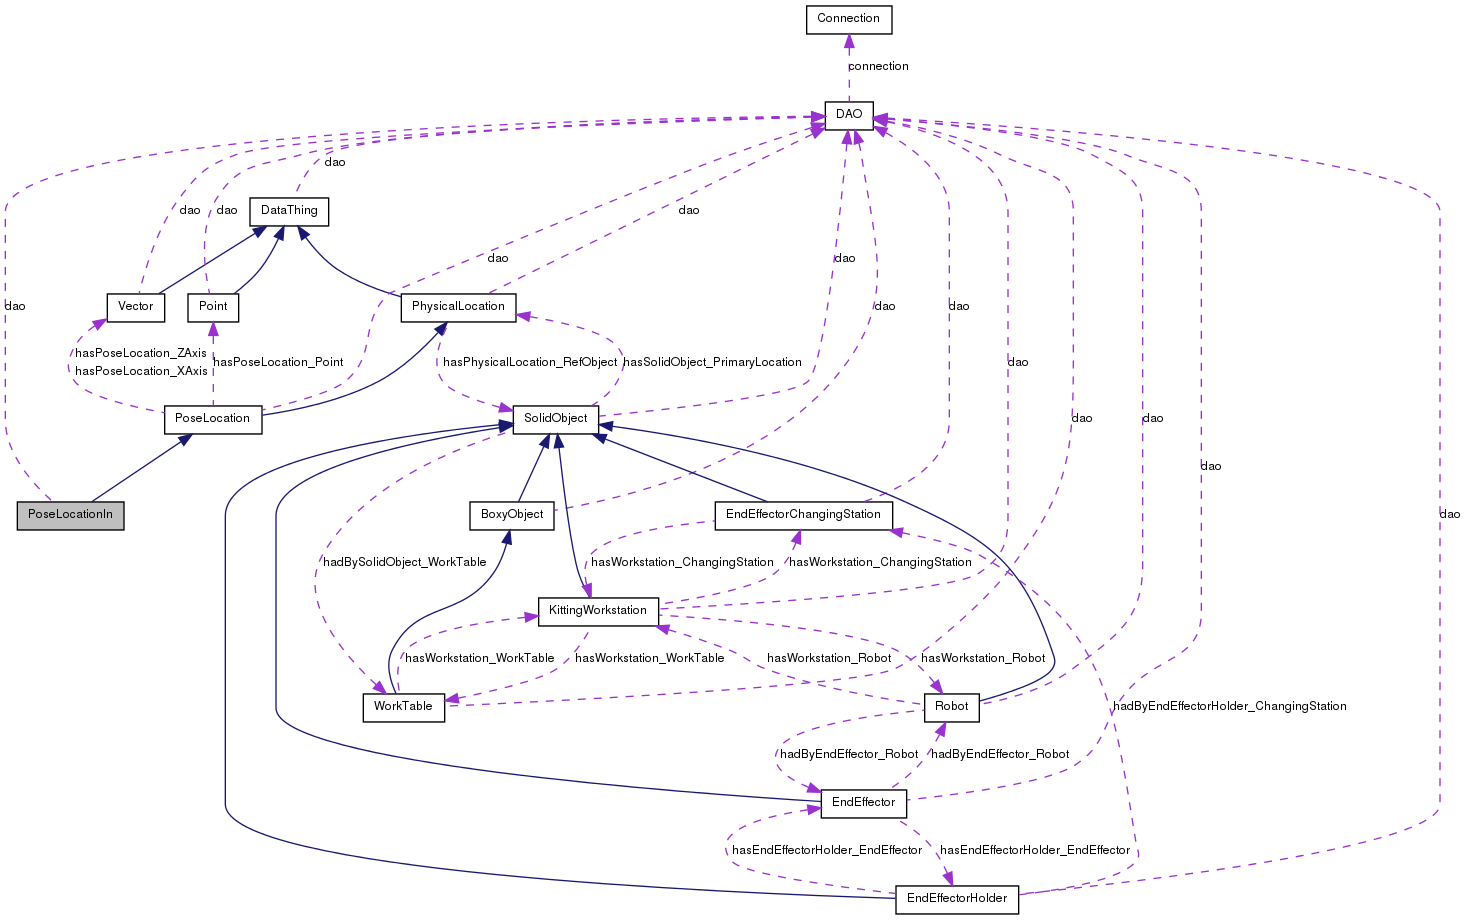 Connection
connection
DAO
dao
DataThing
dao
dao
dao
dao
dao
dao
Vector
Point
PhysicalLocation
dao
dao
hasPoseLocation_ZAxis
hasPoseLocation_XAxis
hasPoseLocation_Point
hasPhysicalLocation_RefObject
hasSolidObject_PrimaryLocation
dao
PoseLocation
SolidObject
dao
dao
dao
PoseLocationIn
BoxyObject
EndEffectorChangingStation
dao
hadBySolidObject_WorkTable
hasWorkstation_ChangingStation
hasWorkstation_ChangingStation
KittingWorkstation
hasWorkstation_WorkTable
hasWorkstation_WorkTable
hasWorkstation_Robot
hasWorkstation_Robot
WorkTable
Robot
hadByEndEffectorHolder_ChangingStation
hadByEndEffector_Robot
hadByEndEffector_Robot
EndEffector
hasEndEffectorHolder_EndEffector
hasEndEffectorHolder_EndEffector
EndEffectorHolder